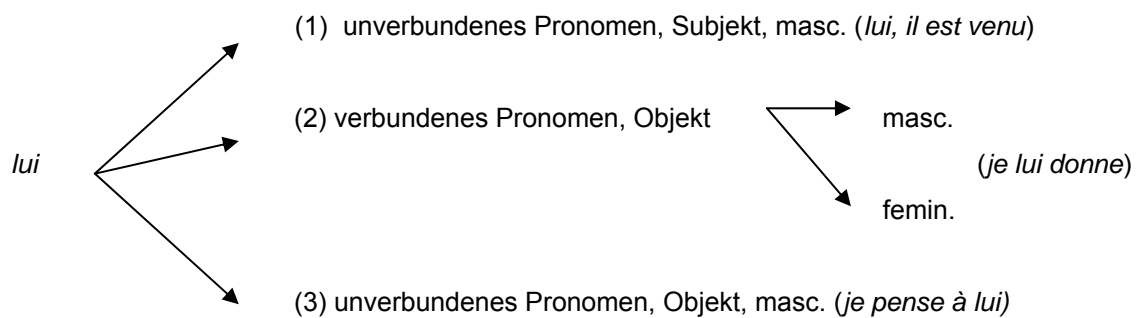 (1) unverbundenes Pronomen, Subjekt, masc. (lui, il est venu)
(2) verbundenes Pronomen, Objekt
masc.
lui
(je lui donne)
femin.
(3) unverbundenes Pronomen, Objekt, masc. (je pense à lui)